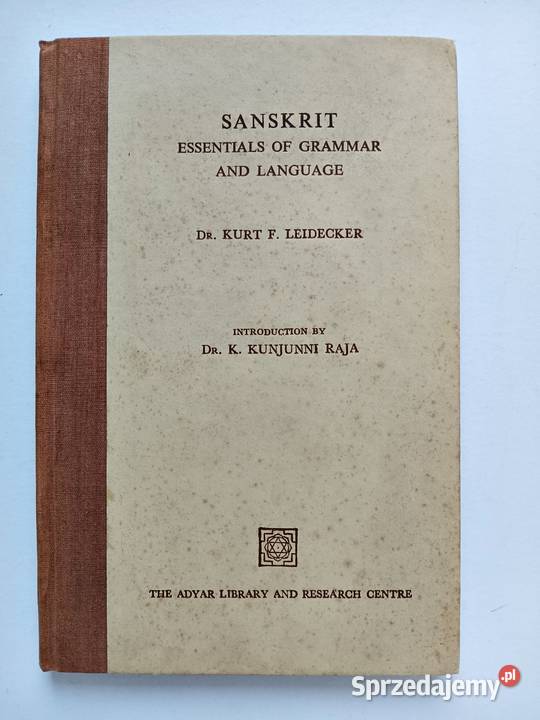 SANSKRIT
ESSENTIALS OF GRAMMAR
AND LANGUAGE
DR. KURT F. LEIDECKER
INTRODUCTION BY
DR. K. KUNJUNNI RAJA
THE ADYAR LIBRARY AND RESEARCH CENTRE
Sprzedajemy.pl